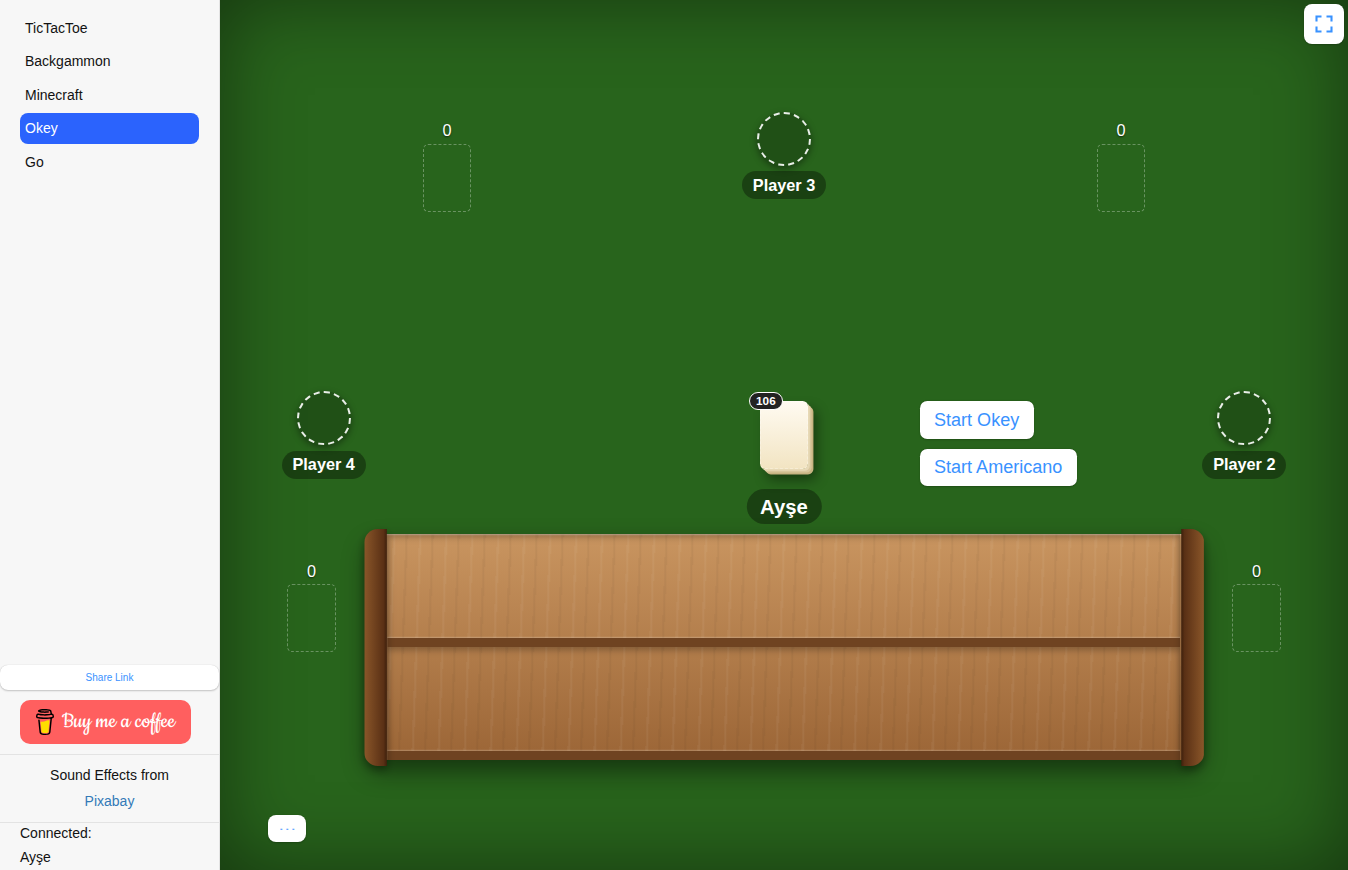 TicTacToe
Backgammon
Minecraft
Okey
Go
Share Link
Buy me a coffee
Sound Effects from
Pixabay
Connected:
Ayşe
0
Player 3
0
Player 4
106
Start Okey
Start Americano
Player 2
Ayşe
0
0
...